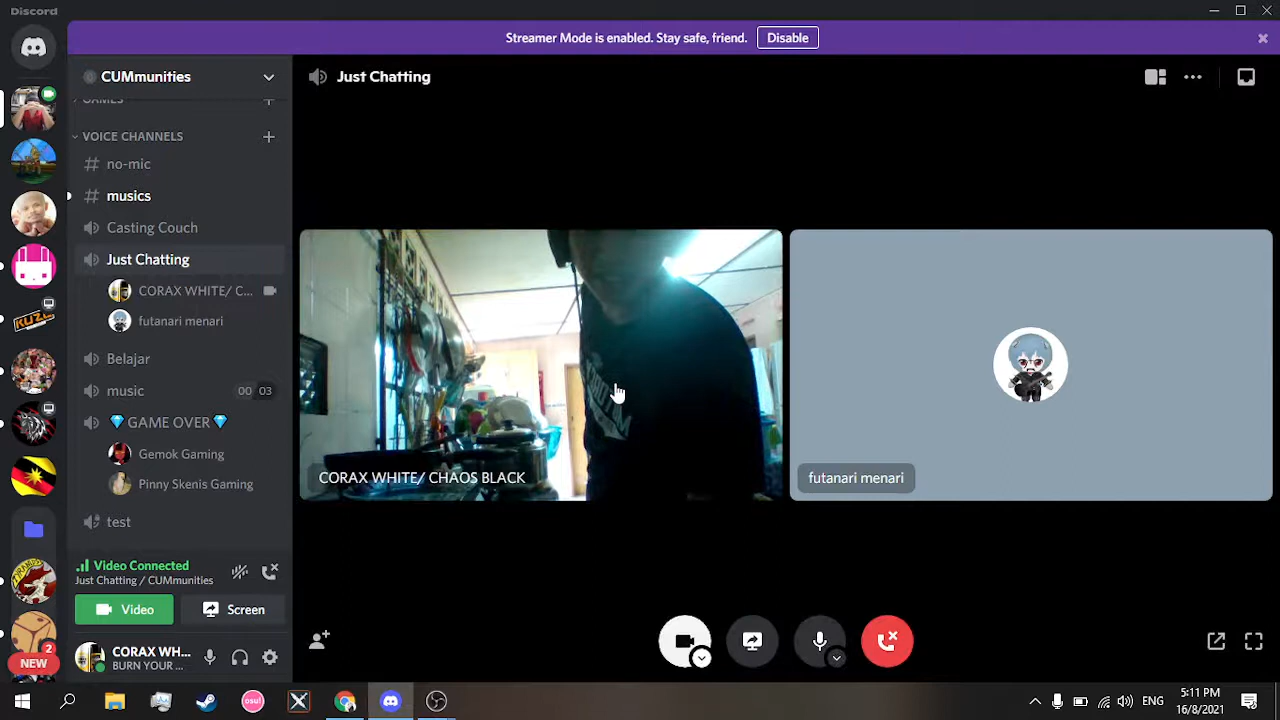 Discord
Streamer Mode is enabled. Stay safe, friend.
Disable
CUMmunities
Just Chatting
GAMES
VOICE CHANNELS
no-mic
musics
Casting Couch
Just Chatting
CORAX WHITE/ C...
futanari menari
Belajar
music
00 03
GAME OVER
Gemok Gaming
Pinny Skenis Gaming
test
CORAX WHITE/ CHAOS BLACK
futanari menari
Video Connected
Just Chatting / CUMmunities
Video
Screen
2
NEW
CORAX WH...
BURN YOUR ...
KUZE
osu!
ENG
5:11 PM
16/8/2021